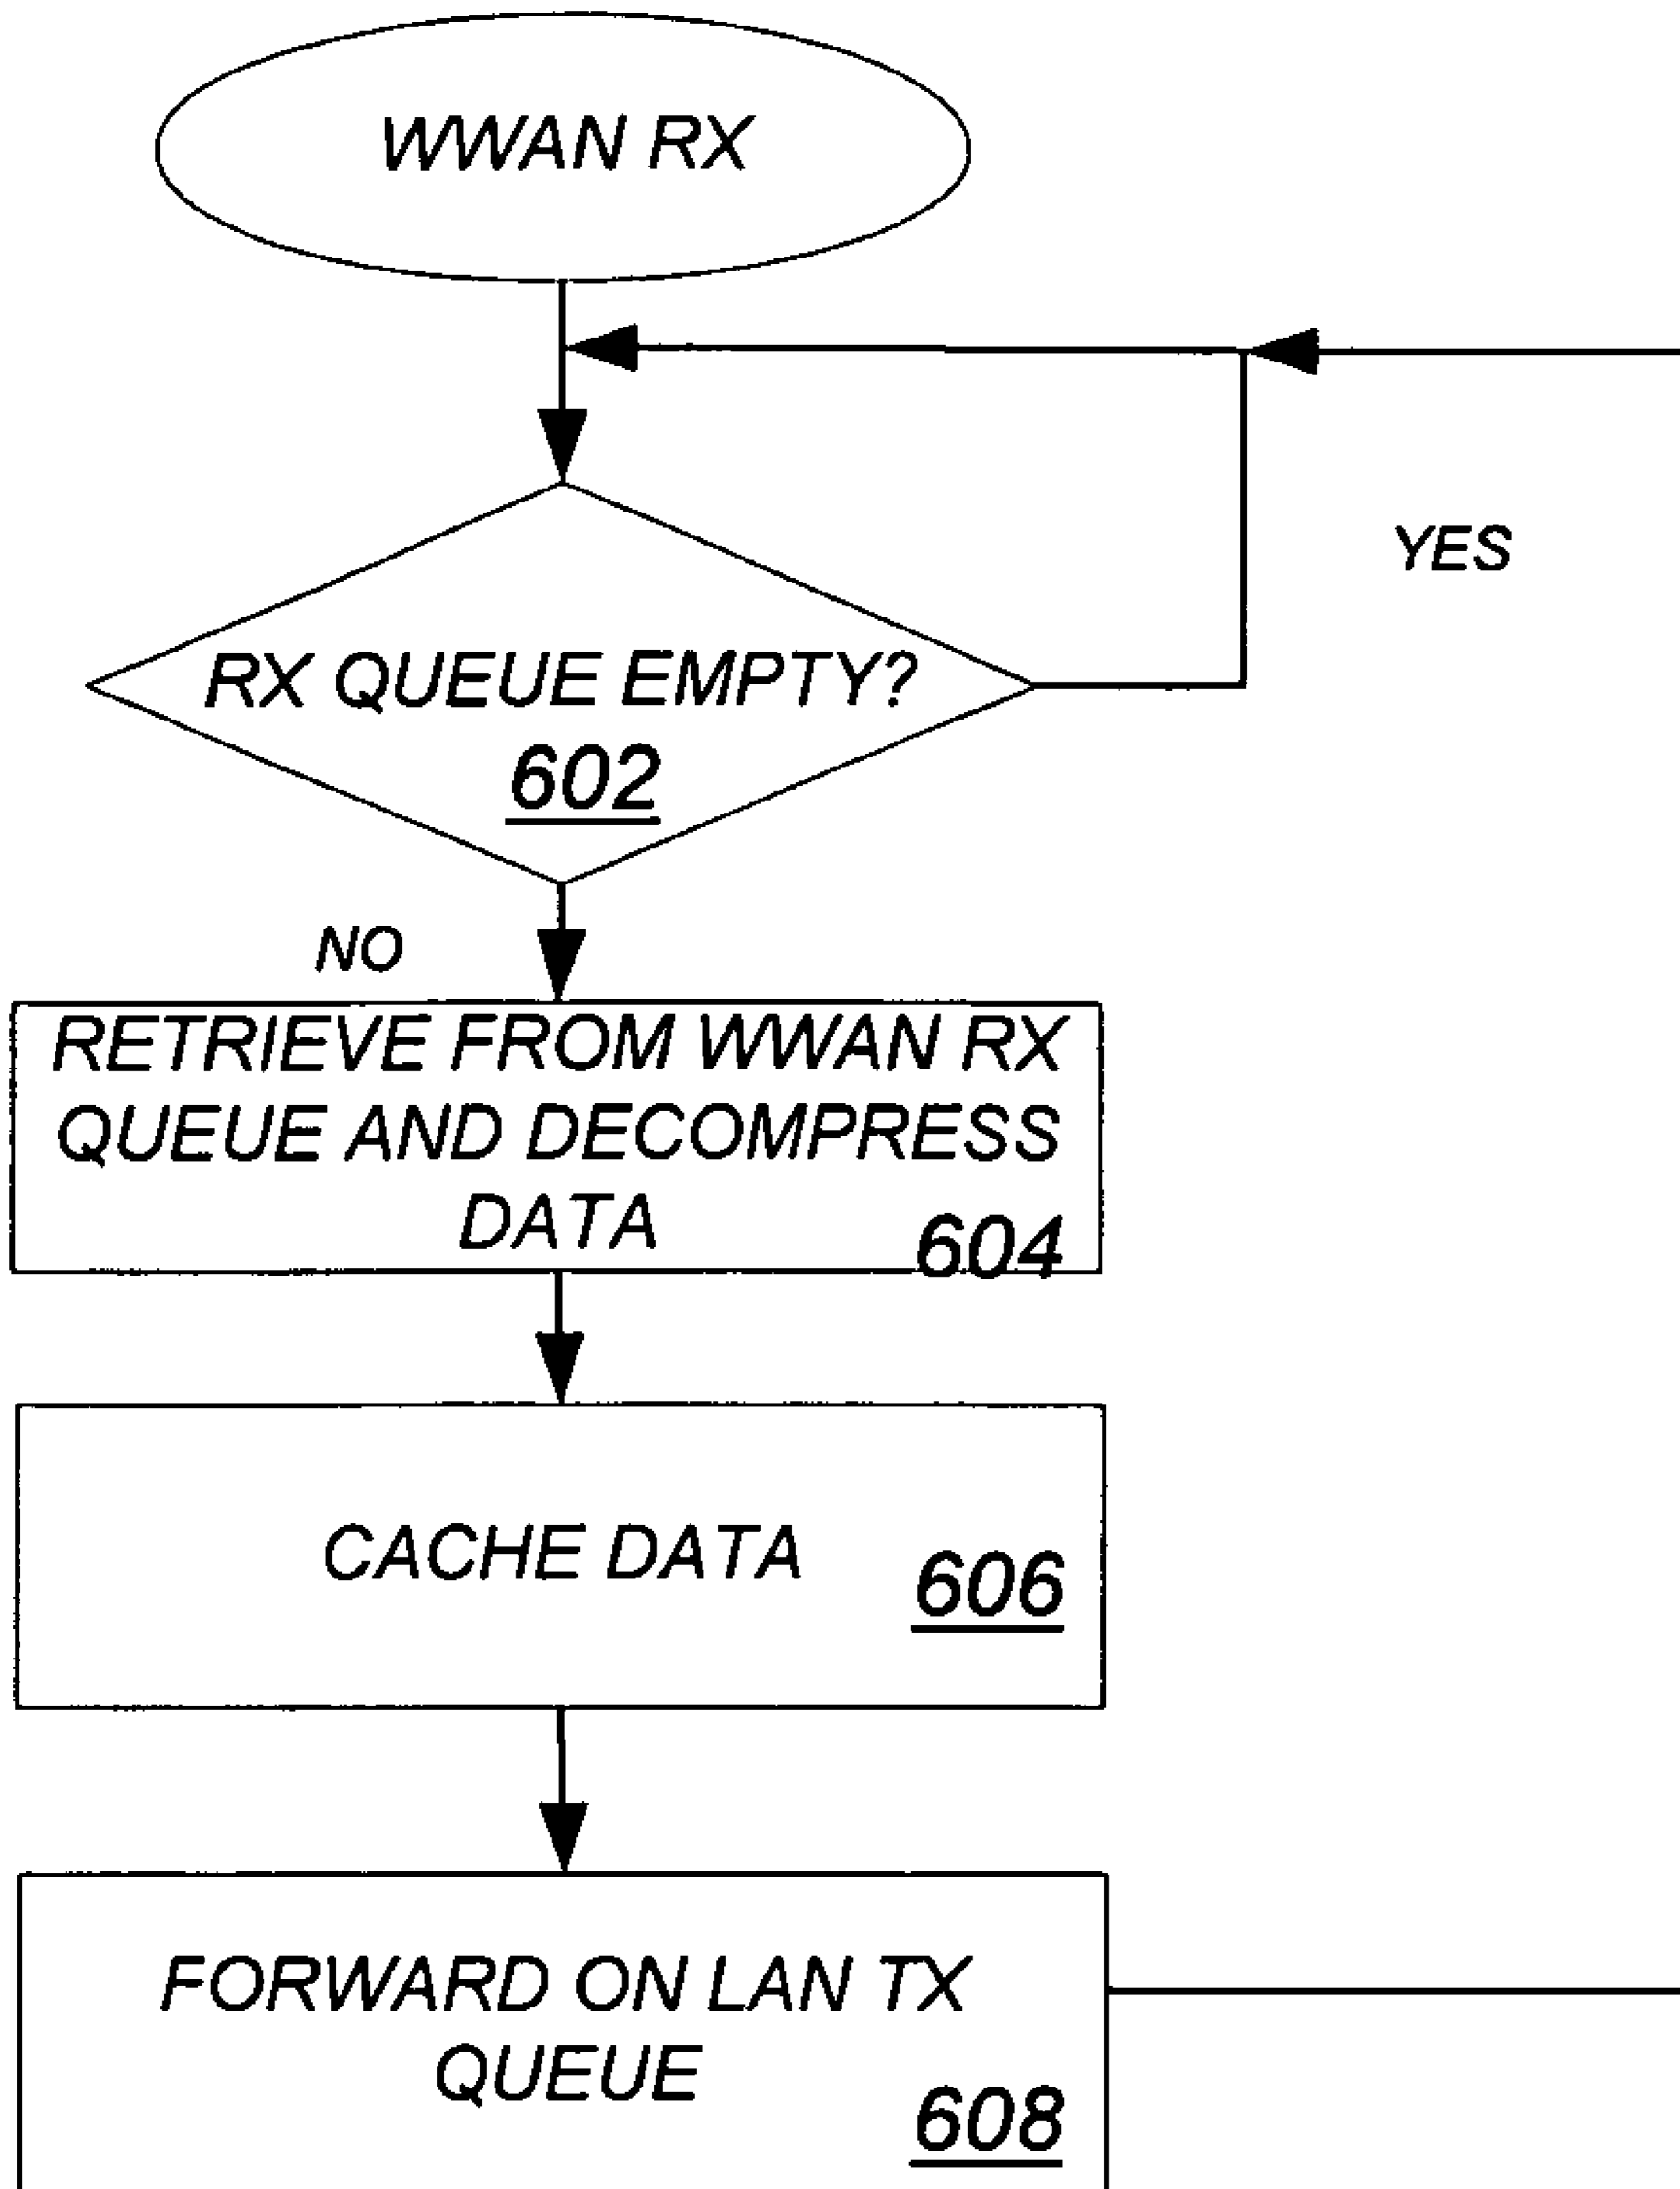 WWAN RX
YES
RX QUEUE EMPTY?
602
NO
RETRIEVE FROM WWAN RX
QUEUE AND DECOMPRESS
DATA 604
CACHE DATA 606
FORWARD ON LAN TX
QUEUE
608